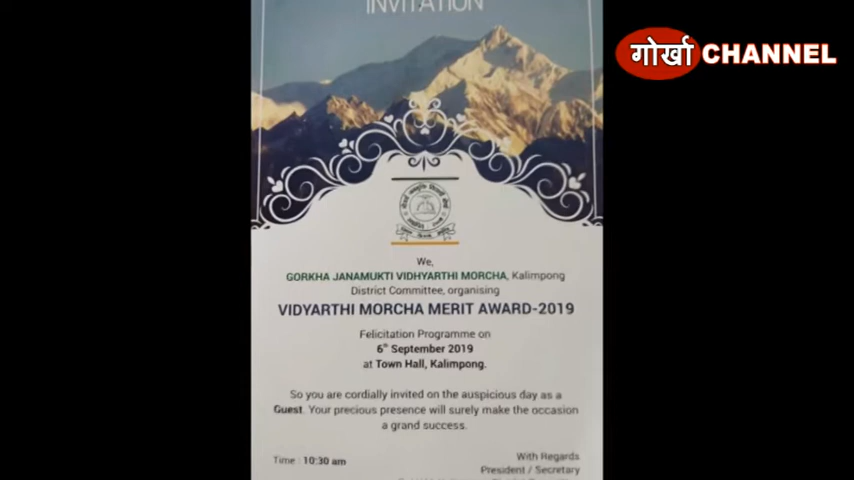 INVITATION
गोर्खा CHANNEL
We,
GORKHA JANAMUKTI VIDHYARTHI MORCHA, Kalimpong
District Committee, organising
VIDYARTHI MORCHA MERIT AWARD-2019
Felicitation Programme on
6th September 2019
at Town Hall, Kalimpong.
So you are cordially invited on the auspicious day as a
Guest. Your precious presence will surely make the occasion
a grand success.
Time : 10:30 am
With Regards
President / Secretary